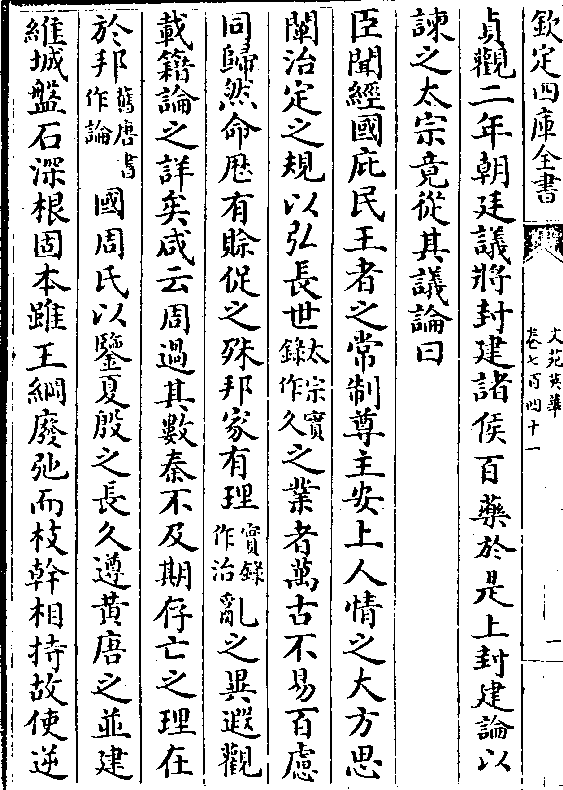 欽定四庫全書
文苑英華
卷七百四十一
一
貞觀二年朝廷議將封建諸侯百藥於是上封建論以
諫之太宗竟從其議論曰
臣聞經國庇民王者之常制尊主安上人情之大方思
闡治定之規以弘長世太宗實錄作久之業者萬古不易百慮
同歸然命厯有賒促之殊邦家有理實錄作治亂之異遐觀
載籍論之詳矣咸云周過其數秦不及期存亡之理在
於邦舊唐書作論國周氏以鑒夏殷之長久遵黃唐之並建
維城盤石深根固本雖王綱廢弛而枝幹相持故使逆